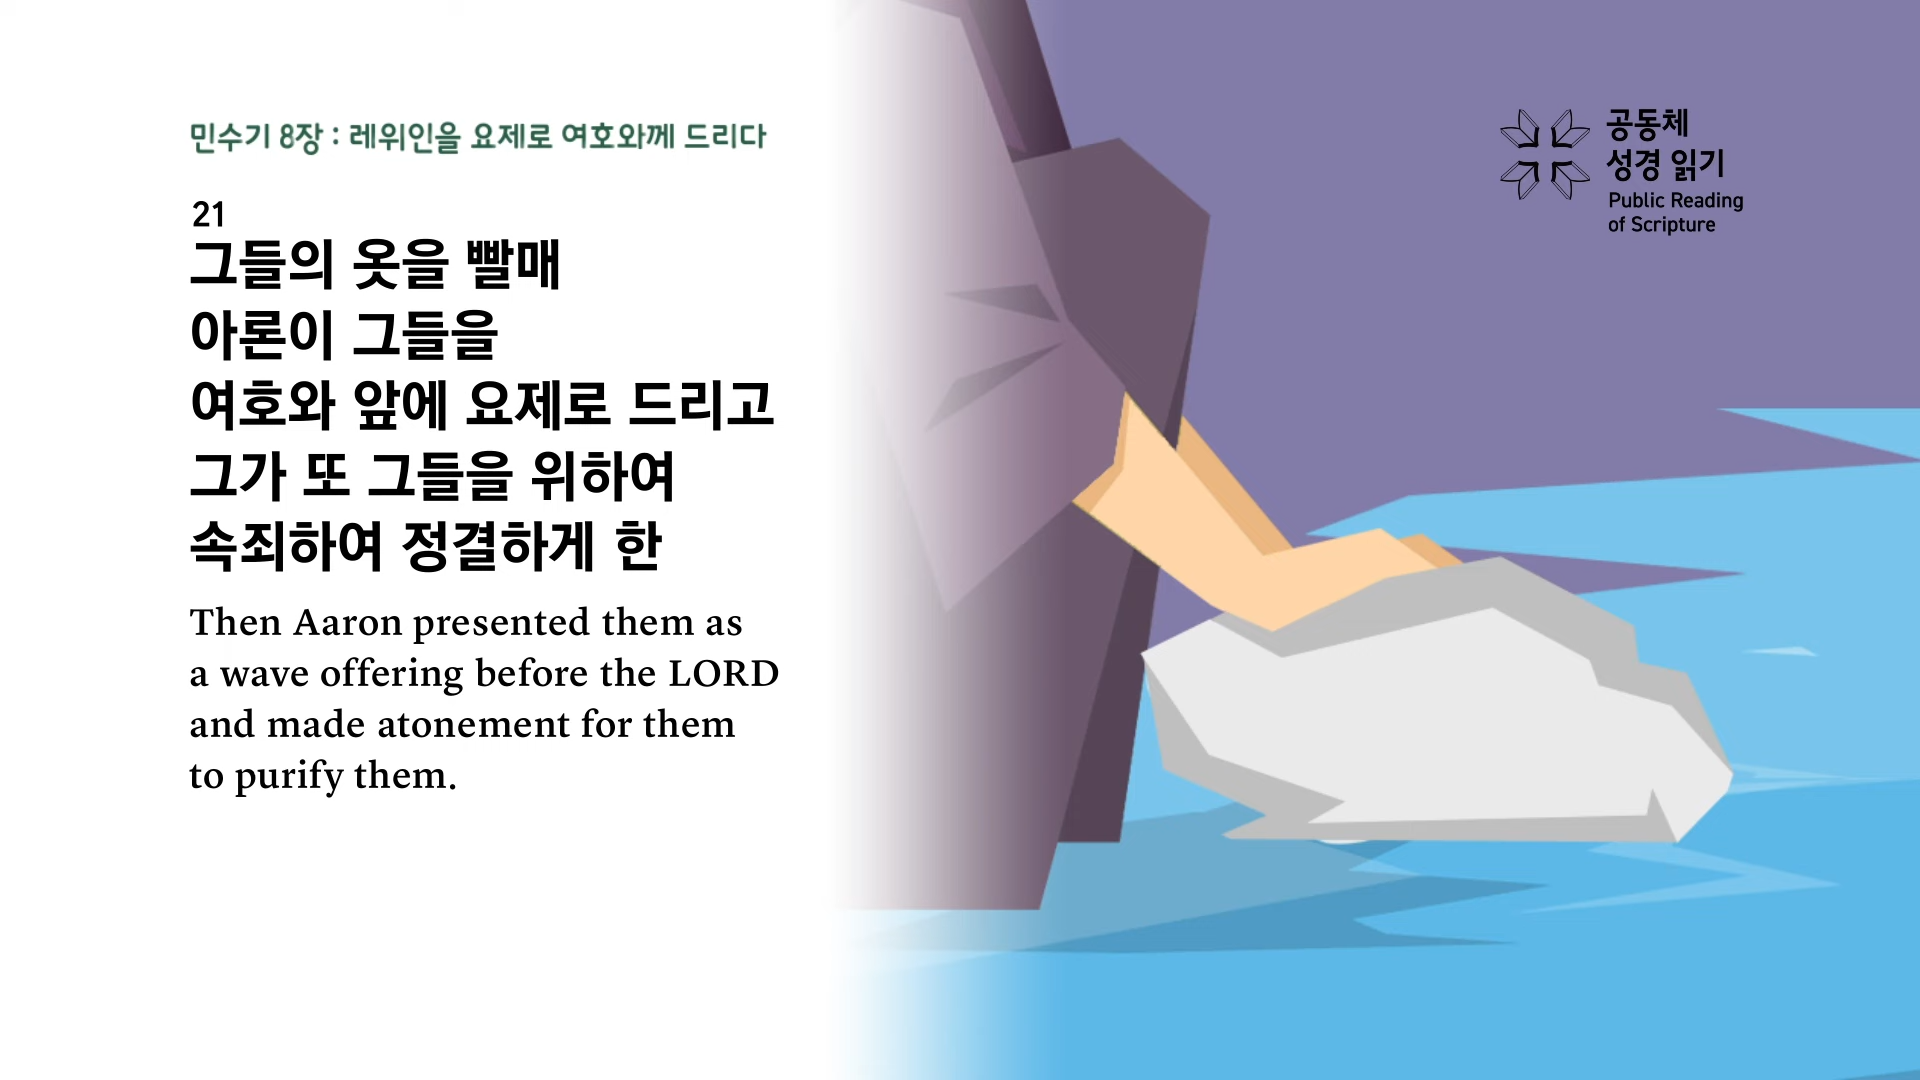 민수기 8장 : 레위인을 요제로 여호와께 드리다
21
그들의 옷을 빨매
아론이 그들을
여호와 앞에 요제로 드리고
그가 또 그들을 위하여
속죄하여 정결하게 한
Then Aaron presented them as
a wave offering before the LORD
and made atonement for them
to purify them.
공동체
성경 읽기
Public Reading
of Scripture